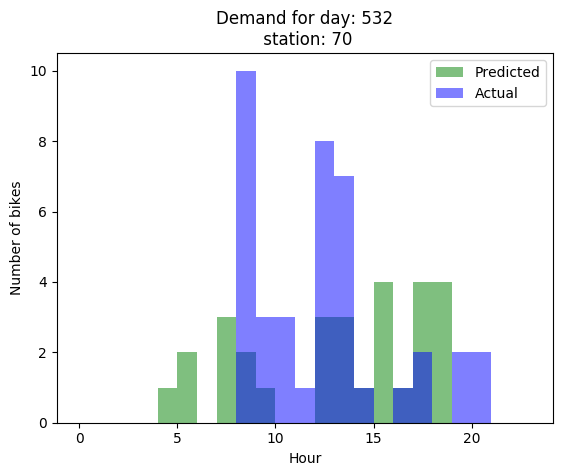 Demand for day: 532
station: 70
Predicted
Actual
Number of bikes
10
8
6
4
2
0
0
5
10
15
20
Hour